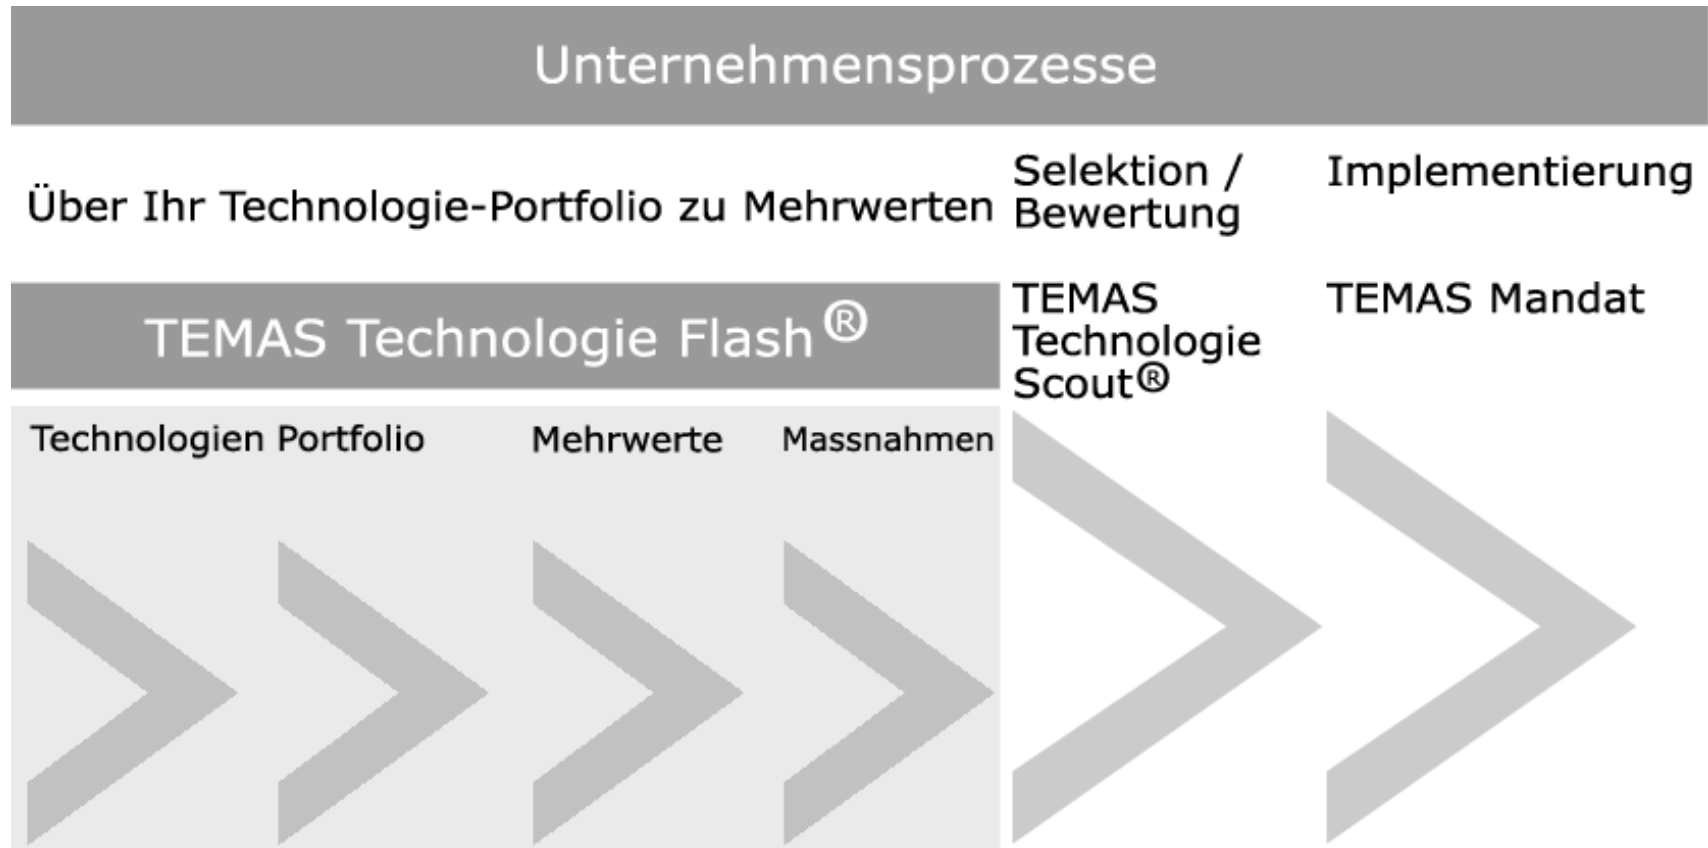 Unternehmensprozesse
Über Ihr Technologie-Portfolio zu Mehrwerten
Selektion /
Bewertung
Implementierung
TEMAS Technologie Flash®
TEMAS
Technologie
Scout®
TEMAS Mandat
Technologien
Portfolio
Mehrwerte
Massnahmen